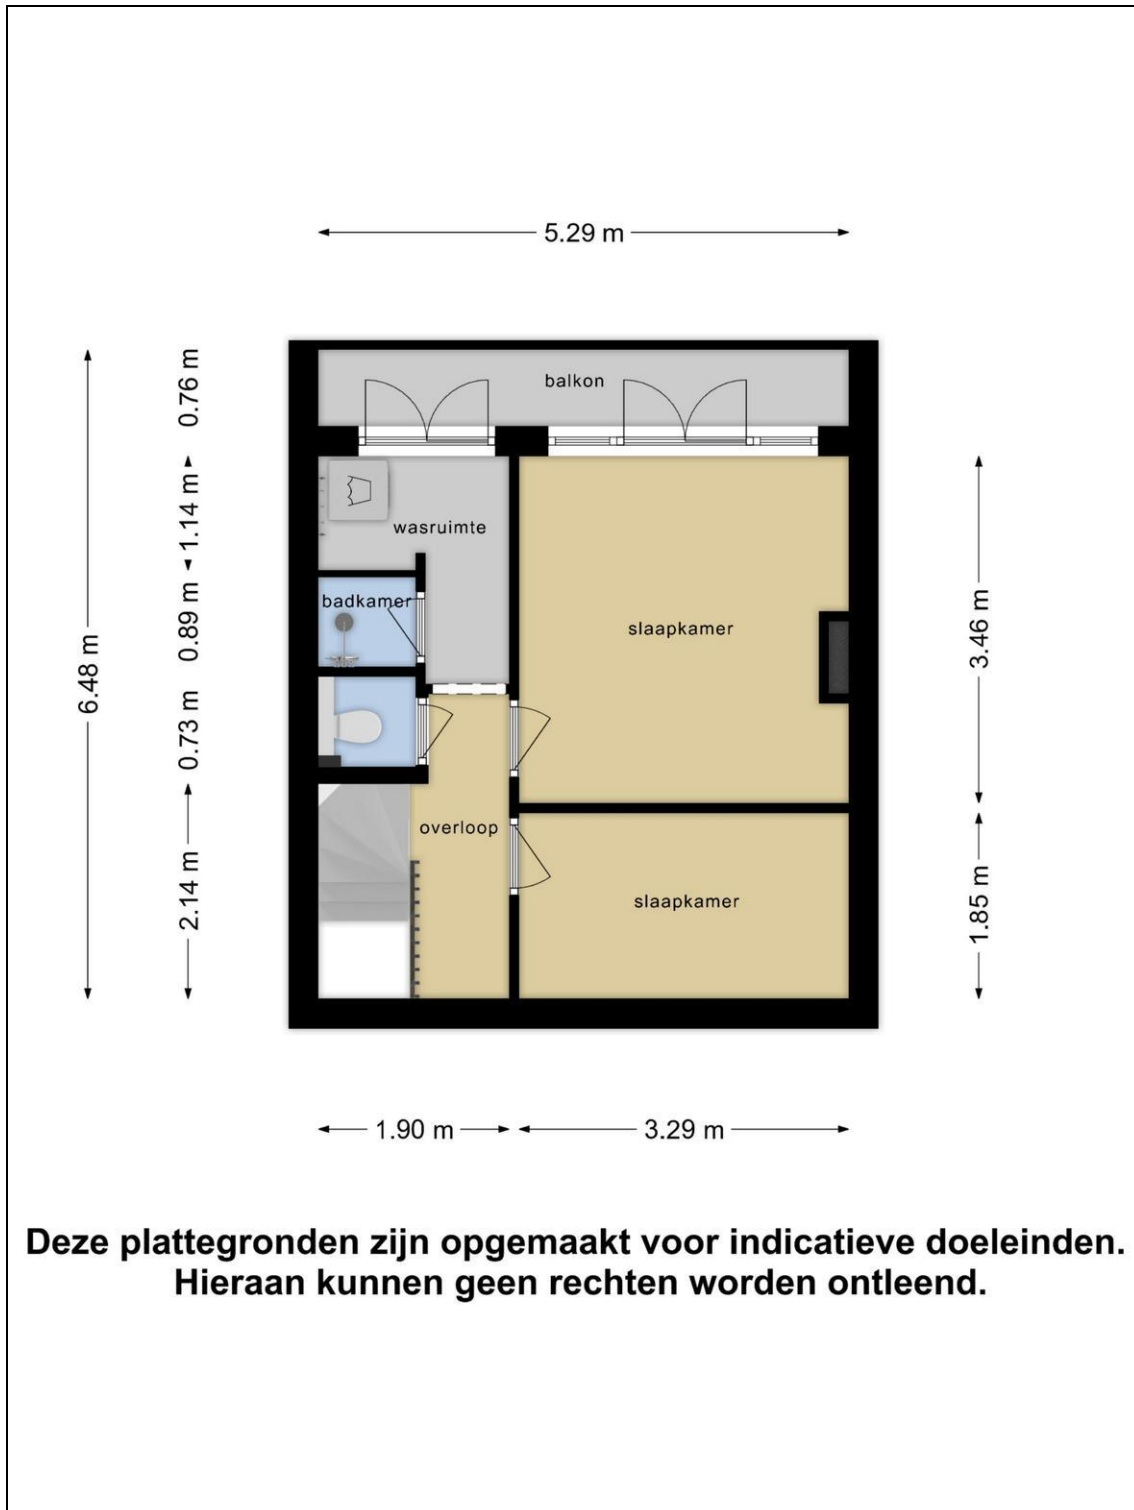 5.29 m
0.76 m
balkon
1.14 m
wasruimte
0.89 m
badkamer
slaapkamer
3.46 m
6.48 m
0.73 m
overloop
2.14 m
slaapkamer
1.85 m
1.90 m
3.29 m
Deze plattegronden zijn opgemaakt voor indicatieve doeleinden.
Hieraan kunnen geen rechten worden ontleend.